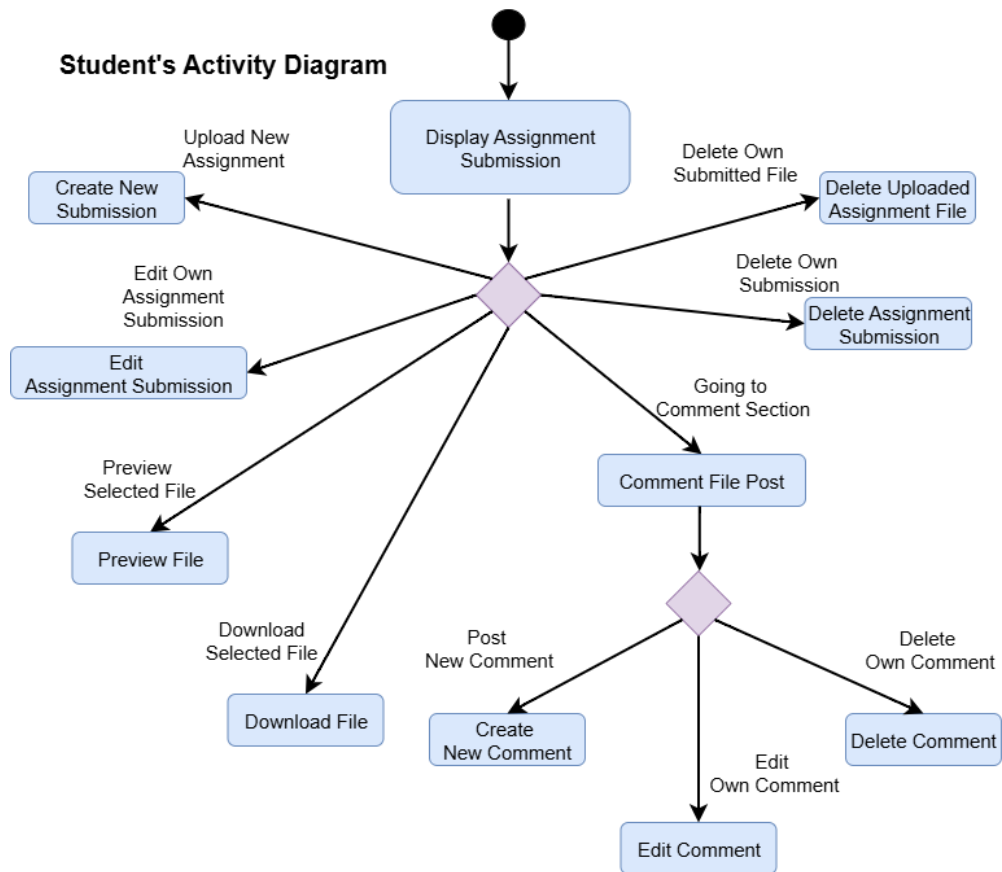 Student's Activity Diagram
Display Assignment
Submission
Upload New
Assignment
Create New
Submission
Delete Own
Submitted File
Delete Uploaded
Assignment File
Edit Own
Assignment
Submission
Edit
Assignment Submission
Delete Own
Submission
Delete Assignment
Submission
Going to
Comment Section
Comment File Post
Preview
Selected File
Preview File
Download
Selected File
Download File
Post
New Comment
Create
New Comment
Delete
Own Comment
Delete Comment
Edit
Own Comment
Edit Comment